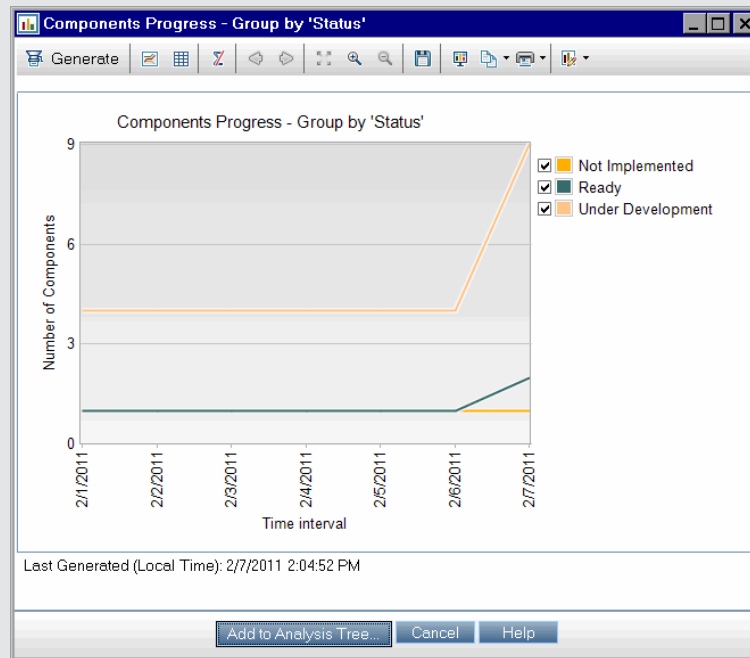 Components Progress - Group by 'Status'
Generate
Components Progress - Group by 'Status'
9
6
3
0
Number of Components
2/1/2011
2/2/2011
2/3/2011
2/4/2011
2/5/2011
2/6/2011
2/7/2011
Time interval
Not Implemented
Ready
Under Development
Last Generated (Local Time): 2/7/2011 2:04:52 PM
Add to Analysis Tree... Cancel Help